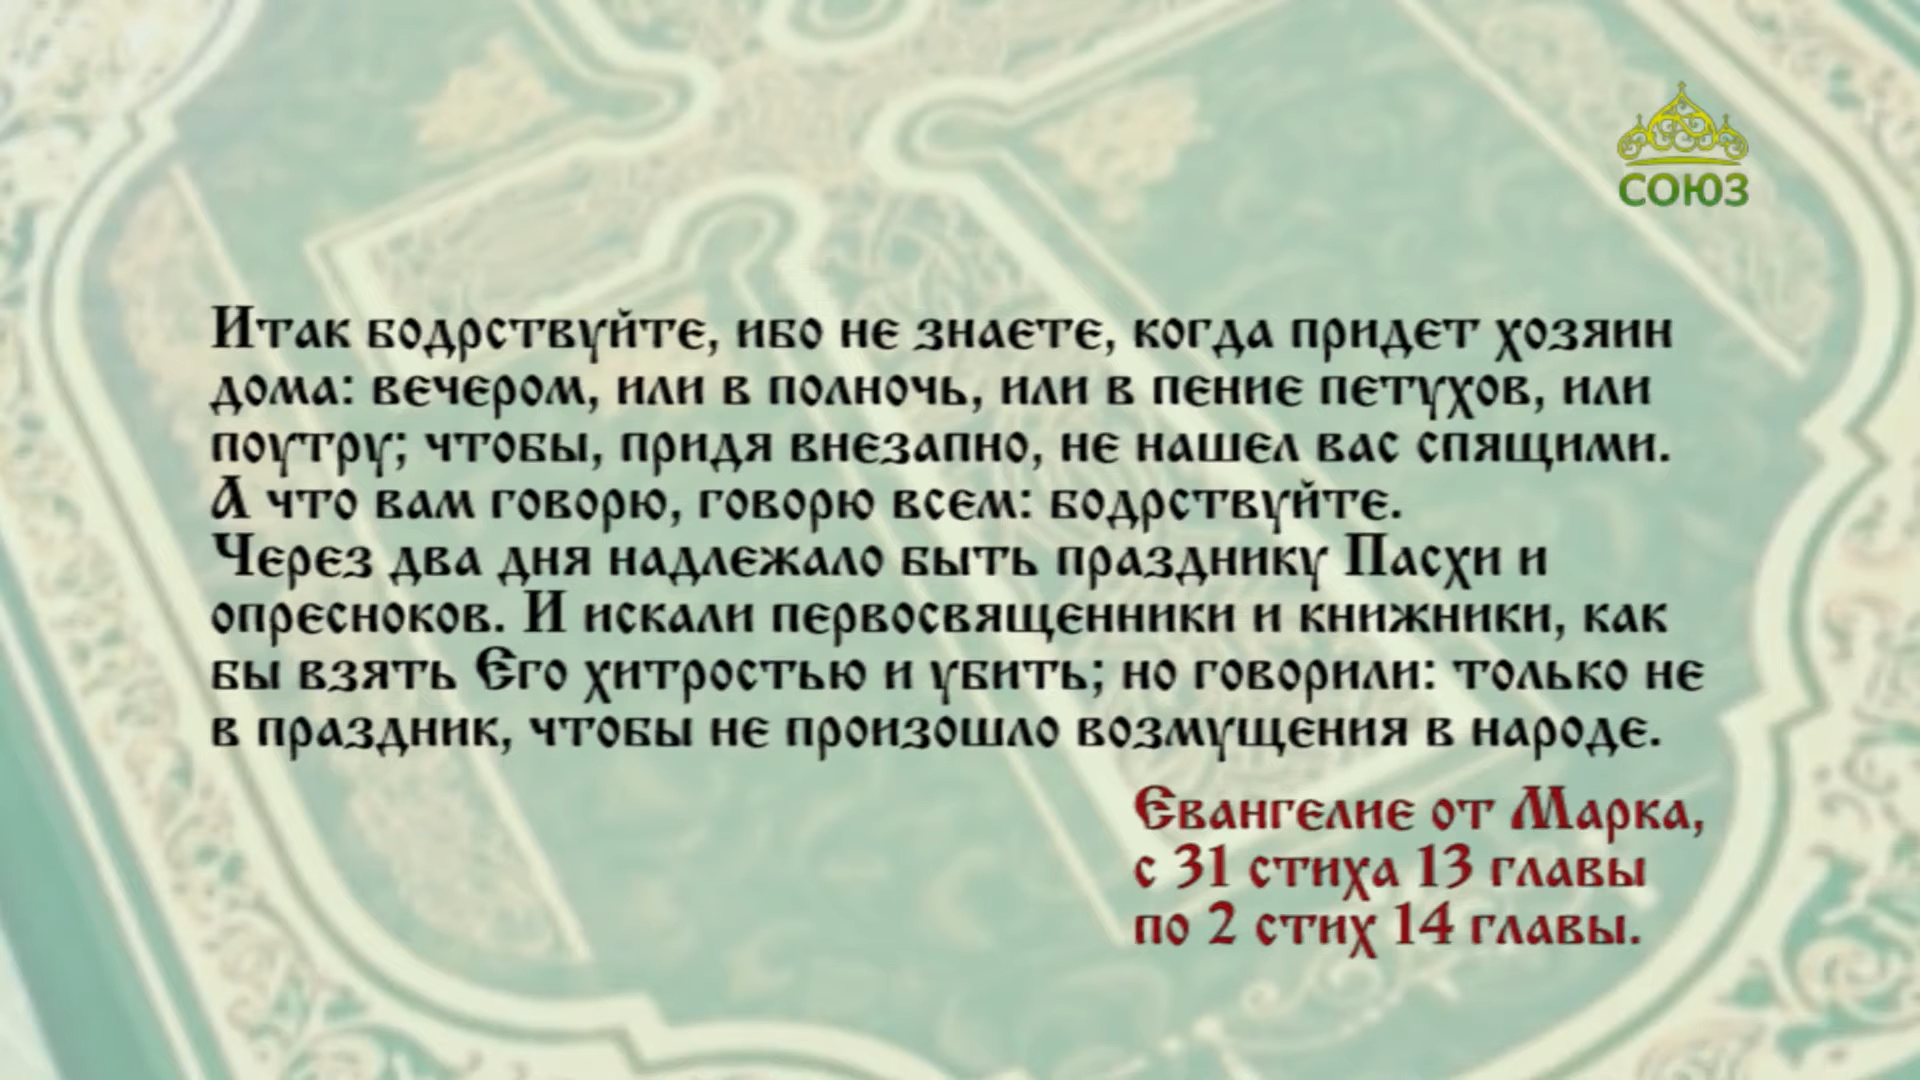 СОЮЗ
Итак бодрствуйте, ибо не знаете, когда придет хозяин
дома: вечером, или в полночь, или в пение петухов, или
поутру; чтобы, придя внезапно, не нашел вас спящими.
А что вам говорю, говорю всем: бодрствуйте.
Через два дня надлежало быть празднику Пасхи и
опресноков. И искали первосвященники и книжники, как
бы взять Его хитростью и убить; но говорили: только не
в праздник, чтобы не произошло возмущения в народе.
Евангелие от Марка,
с 31 стиха 13 главы
по 2 стих 14 главы.